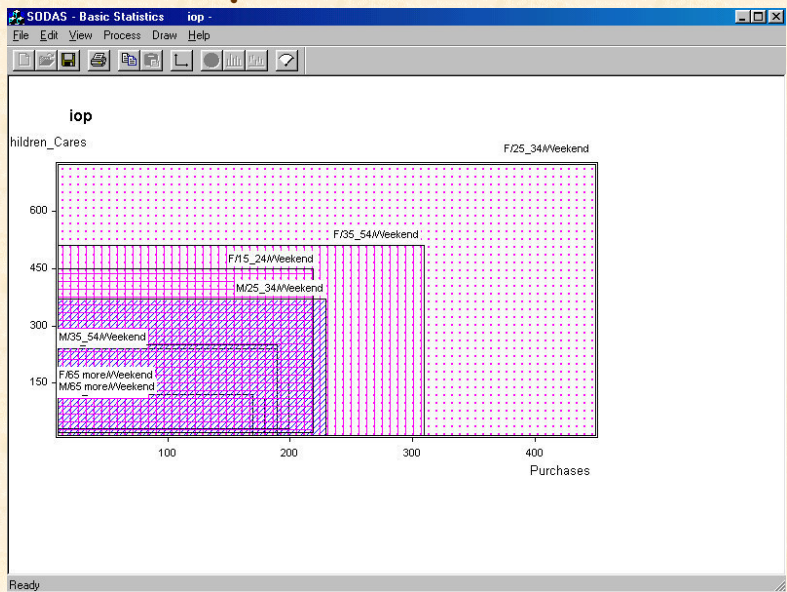 SODAS - Basic Statistics iop -
File Edit View Process Draw Help
iop
hildren_Cares
F/25_34/Weekend
600
F/35_54/Weekend
F/15_24/Weekend
450
M/25_34/Weekend
300
M/35_54/Weekend
F/65 more/Weekend
150
M/65 more/Weekend
100 200 300 400
Purchases
Ready